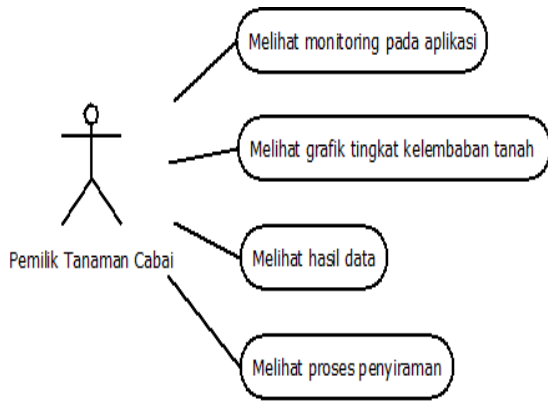 Melihat monitoring pada aplikasi
Melihat grafik tingkat kelembaban tanah
Pemilik Tanaman Cabai
Melihat hasil data
Melihat proses penyiraman